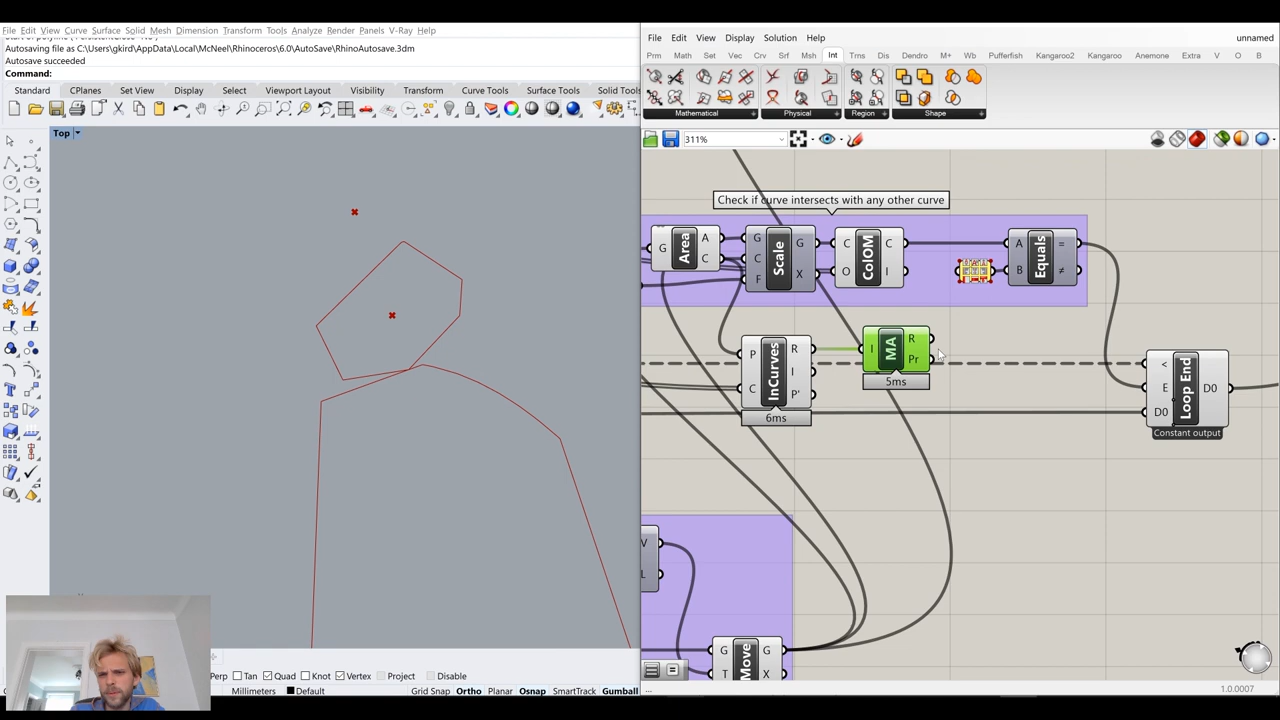 File Edit View Curve Surface Solid Mesh Dimension Transform Tools Analyze Render Panels V-Ray Help
Autosaving file as C:\Users\gkird\AppData\Local\McNeel\Rhinoceros\6.0\AutoSave\RhinoAutosave.3dm
Autosave succeeded
Command:
Standard CPlanes Set View Display Select Viewport Layout Visibility Transform Curve Tools Surface Tools Solid Tools
Top
Perp Tan Quad Knot Vertex Project Disable
Millimeters Default Grid Snap Ortho Planar Osnap SmartTrack Gumball
File Edit View Display Solution Help unnamed
Prm Math Set Vec Crv Srf Msh Int Trns Dis Dendro M+ Wb Pufferfish Kangaroo2 Kangaroo Anemone Extra V O B
Mathematical Physical Region Shape
311%
Check if curve intersects with any other curve
G Area A C
G C F Scale G X
C O ColOM C I
A B Equals = ≠
P C InCurves R I P'
6ms
I MA R Pr
5ms
< E D0 Loop End D0
Constant output
V L
G T Move G X
...
1.0.0007